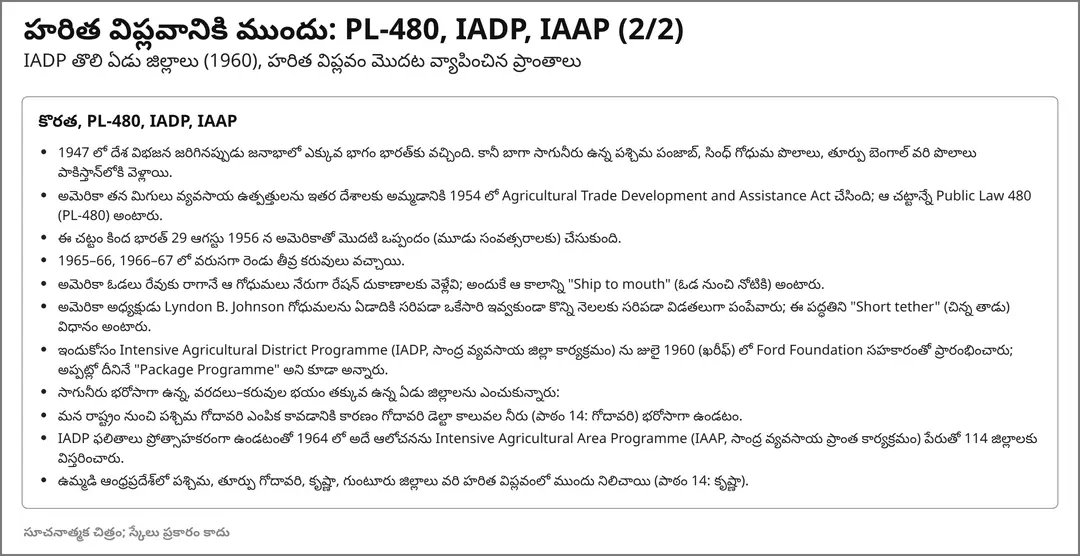 హరిత విప్లవానికి ముందు: PL-480, IADP, IAAP (2/2)
IADP తొలి ఏడు జిల్లాలు (1960), హరిత విప్లవం మొదట వ్యాపించిన ప్రాంతాలు
కొరత, PL-480, IADP, IAAP
• 1947 లో దేశ విభజన జరిగినప్పుడు జనాభాలో ఎక్కువ భాగం భారత్‌కు వచ్చింది. కానీ బాగా సాగునీరు ఉన్న పశ్చిమ పంజాబ్, సింధ్ గోధుమ పొలాలు, తూర్పు బెంగాల్ వరి పొలాలు
పాకిస్తాన్‌లోకి వెళ్లాయి.
• అమెరికా తన మిగులు వ్యవసాయ ఉత్పత్తులను ఇతర దేశాలకు అమ్మడానికి 1954 లో Agricultural Trade Development and Assistance Act చేసింది; ఆ చట్టాన్నే Public Law 480
(PL-480) అంటారు.
• ఈ చట్టం కింద భారత్ 29 ఆగస్టు 1956 న అమెరికాతో మొదటి ఒప్పందం (మూడు సంవత్సరాలకు) చేసుకుంది.
• 1965–66, 1966–67 లో వరుసగా రెండు తీవ్ర కరువులు వచ్చాయి.
• అమెరికా ఓడలు రేవుకు రాగానే ఆ గోధుమలు నేరుగా రేషన్ దుకాణాలకు వెళ్లేవి; అందుకే ఆ కాలాన్ని "Ship to mouth" (ఓడ నుంచి నోటికి) అంటారు.
• అమెరికా అధ్యక్షుడు Lyndon B. Johnson గోధుమలను ఏడాదికి సరిపడా ఒకేసారి ఇవ్వకుండా కొన్ని నెలలకు సరిపడా విడతలుగా పంపేవారు; ఈ పద్ధతిని "Short tether" (చిన్న తాడు)
విధానం అంటారు.
• ఇందుకోసం Intensive Agricultural District Programme (IADP, సాంద్ర వ్యవసాయ జిల్లా కార్యక్రమం) ను జులై 1960 (ఖరీఫ్) లో Ford Foundation సహకారంతో ప్రారంభించారు;
అప్పట్లో దీనినే "Package Programme" అని కూడా అన్నారు.
• సాగునీరు భరోసాగా ఉన్న, వరదలు–కరువుల భయం తక్కువ ఉన్న ఏడు జిల్లాలను ఎంచుకున్నారు:
• మన రాష్ట్రం నుంచి పశ్చిమ గోదావరి ఎంపిక కావడానికి కారణం గోదావరి డెల్టా కాలువల నీరు (పాఠం 14: గోదావరి) భరోసాగా ఉండటం.
• IADP ఫలితాలు ప్రోత్సాహకరంగా ఉండటంతో 1964 లో అదే ఆలోచనను Intensive Agricultural Area Programme (IAAP, సాంద్ర వ్యవసాయ ప్రాంత కార్యక్రమం) పేరుతో 114 జిల్లాలకు
విస్తరించారు.
• ఉమ్మడి ఆంధ్రప్రదేశ్‌లో పశ్చిమ, తూర్పు గోదావరి, కృష్ణా, గుంటూరు జిల్లాలు వరి హరిత విప్లవంలో ముందు నిలిచాయి (పాఠం 14: కృష్ణా).
సూచనాత్మక చిత్రం; స్కేలు ప్రకారం కాదు